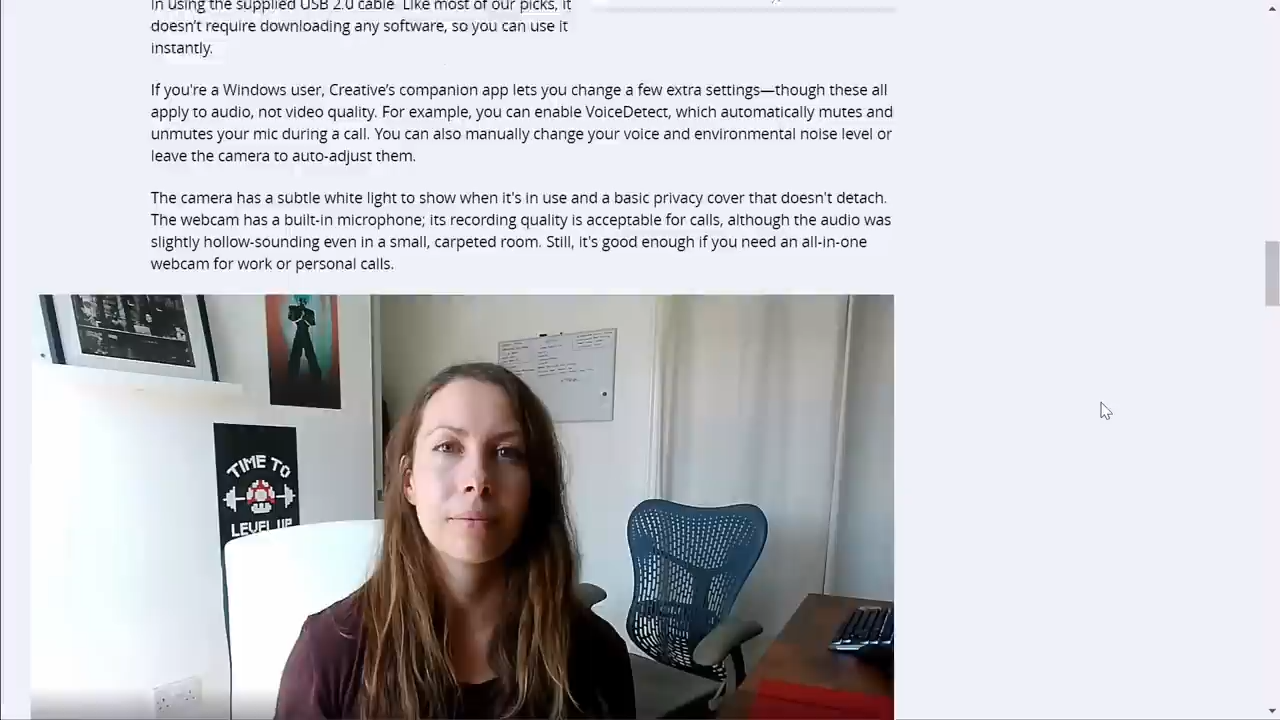 in using the supplied USB 2.0 cable. Like most of our picks, it
doesn't require downloading any software, so you can use it
instantly.
If you're a Windows user, Creative's companion app lets you change a few extra settings—though these all
apply to audio, not video quality. For example, you can enable VoiceDetect, which automatically mutes and
unmutes your mic during a call. You can also manually change your voice and environmental noise level or
leave the camera to auto-adjust them.
The camera has a subtle white light to show when it's in use and a basic privacy cover that doesn't detach.
The webcam has a built-in microphone; its recording quality is acceptable for calls, although the audio was
slightly hollow-sounding even in a small, carpeted room. Still, it's good enough if you need an all-in-one
webcam for work or personal calls.
TIME TO
LEVEL UP